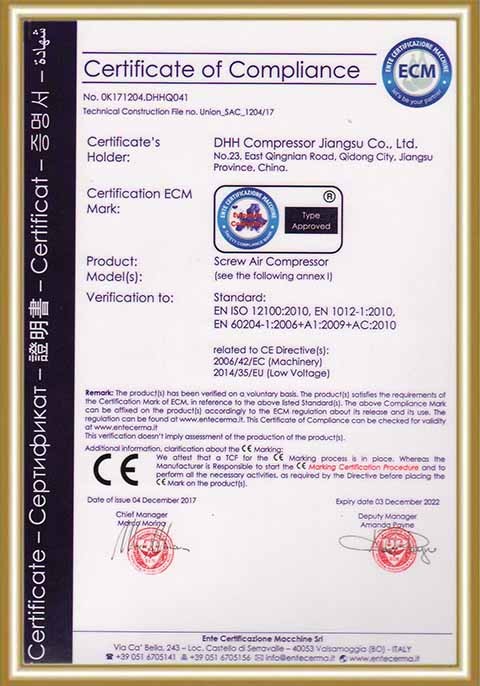 Certificate of Compliance
ENTE CERTIFICAZIONE MACCHINE
ECM
let's be your partner
No. 0K171204.DHHQ041
Technical Construction File no. Union_SAC_1204/17
Certificate's
Holder:
DHH Compressor Jiangsu Co., Ltd.
No.23, East Qingnian Road, Qidong City, Jiangsu
Province, China.
Certification ECM
Mark:
ENTE CERTIFICAZIONE MACCHINE
Type
Approved
®
Product:
Screw Air Compressor
Model(s):
(see the following annex I)
Verification to:
Standard:
EN ISO 12100:2010, EN 1012-1:2010,
EN 60204-1:2006+A1:2009+AC:2010
related to CE Directive(s):
2006/42/EC (Machinery)
2014/35/EU (Low Voltage)
Remark: The product(s) has been verified on a voluntary basis. The product(s) satisfies the requirements of
the Certification Mark of ECM, in reference to the above listed Standard(s). The above Compliance Mark
can be affixed on the product(s) accordingly to the ECM regulation about its release and its use. The
regulation can be found at www.entecerma.it. This Certificate of Compliance can be checked for validity
at www.entecerma.it
This verification doesn't imply assessment of the production of the product(s).
Additional information, clarification about the CE Marking:
CE
We attest that a TCF for the CE Marking process is in place. Whereas the
Manufacturer is Responsible to start the CE Marking Certification Procedure and to
perform all the necessary activities, as required by the Directive before placing the
CE Mark on the product(s).
Date of issue 04 December 2017
Expiry date 03 December 2022
Chief Manager
Marco Morina
Deputy Manager
Amanda Payne
Ente Certificazione Macchine Srl
Via Ca' Bella, 243 – Loc. Castello di Serravalle – 40053 Valsamoggia (BO) - ITALY
☎ +39 051 6705141 +39 051 6705156 ✉ info@entecerma.it www.entecerma.it
Certificate – Сертификат – 證明書 – Certificat – 증명서 – شهادة